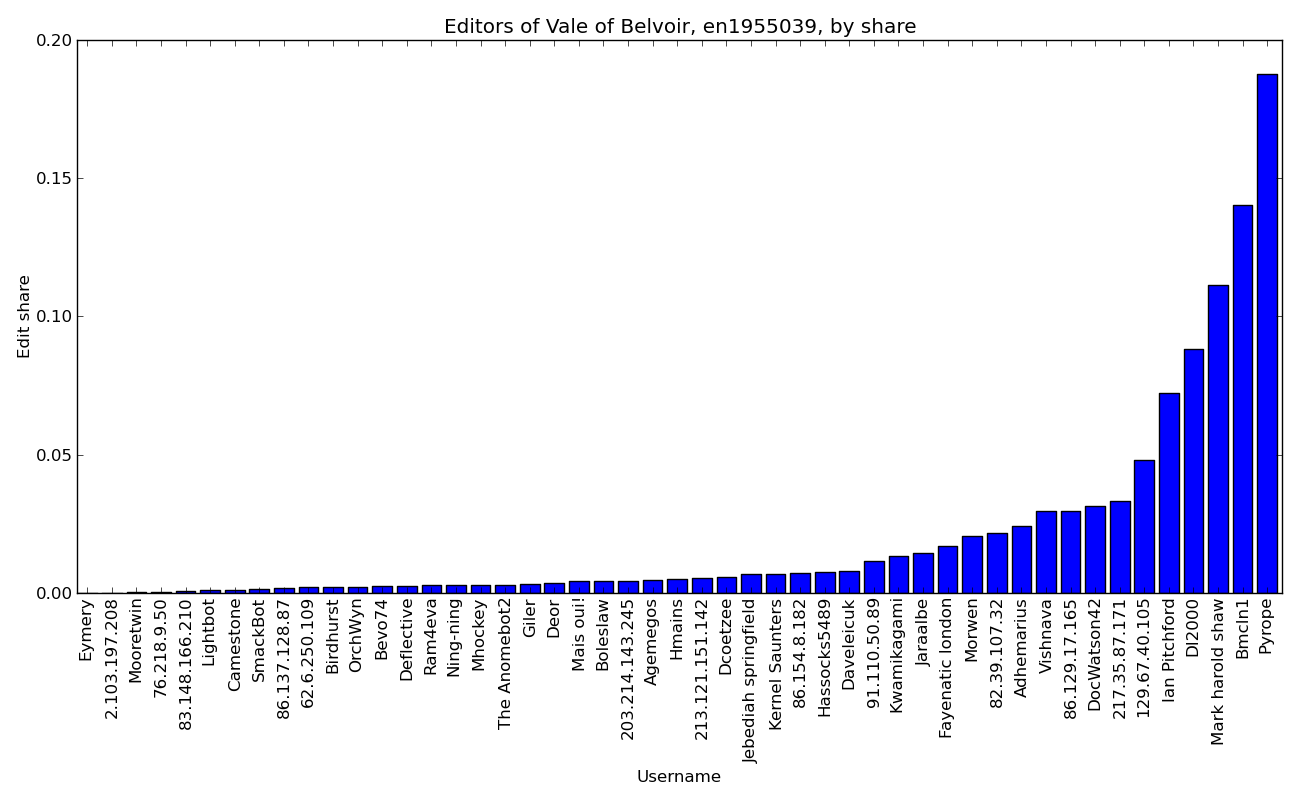 Editors of Vale of Belvoir, en1955039, by share
0.20
0.15
0.10
0.05
0.00
Edit share
Eymery
2.103.197.208
Mooretwin
76.218.9.50
83.148.166.210
Lightbot
Camestone
SmackBot
86.137.128.87
62.6.250.109
Birdhurst
OrchWyn
Bevo74
Deflective
Ram4eva
Ning-ning
Mhockey
The Anomebot2
Giler
Deor
Mais oui!
Boleslaw
203.214.143.245
Agemegos
Hmains
213.121.151.142
Dcoetzee
Jebediah springfield
Kernel Saunters
86.154.8.182
Hassocks5489
Daveleicuk
91.110.50.89
Kwamikagami
Jaraalbe
Fayenatic london
Morwen
82.39.107.32
Adhemarius
Vishnava
86.129.17.165
DocWatson42
217.35.87.171
129.67.40.105
Ian Pitchford
Dl2000
Mark harold shaw
Bmcln1
Pyrope
Username